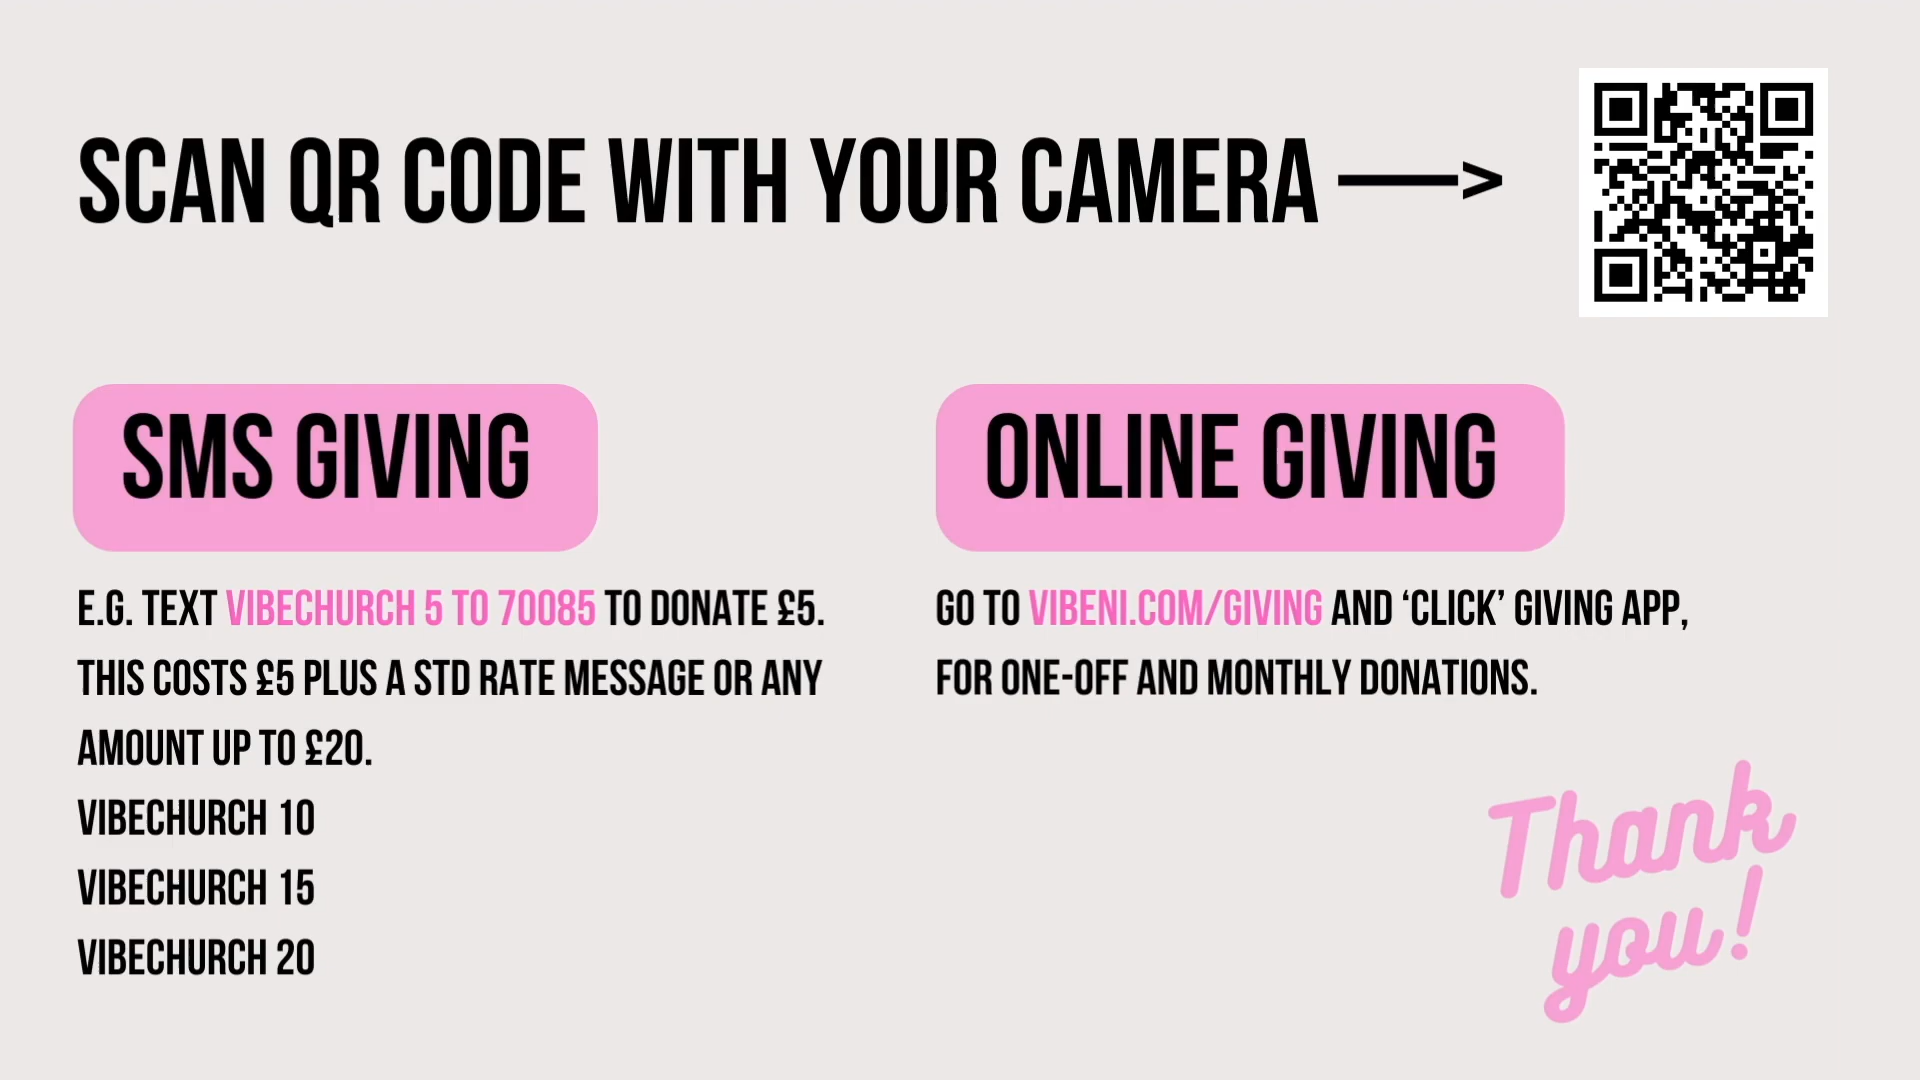 SCAN QR CODE WITH YOUR CAMERA —>
SMS GIVING
E.G. TEXT VIBECHURCH 5 TO 70085 TO DONATE £5.
THIS COSTS £5 PLUS A STD RATE MESSAGE OR ANY
AMOUNT UP TO £20.
VIBECHURCH 10
VIBECHURCH 15
VIBECHURCH 20
ONLINE GIVING
GO TO VIBENI.COM/GIVING AND ‘CLICK’ GIVING APP,
FOR ONE-OFF AND MONTHLY DONATIONS.
Thank
you!